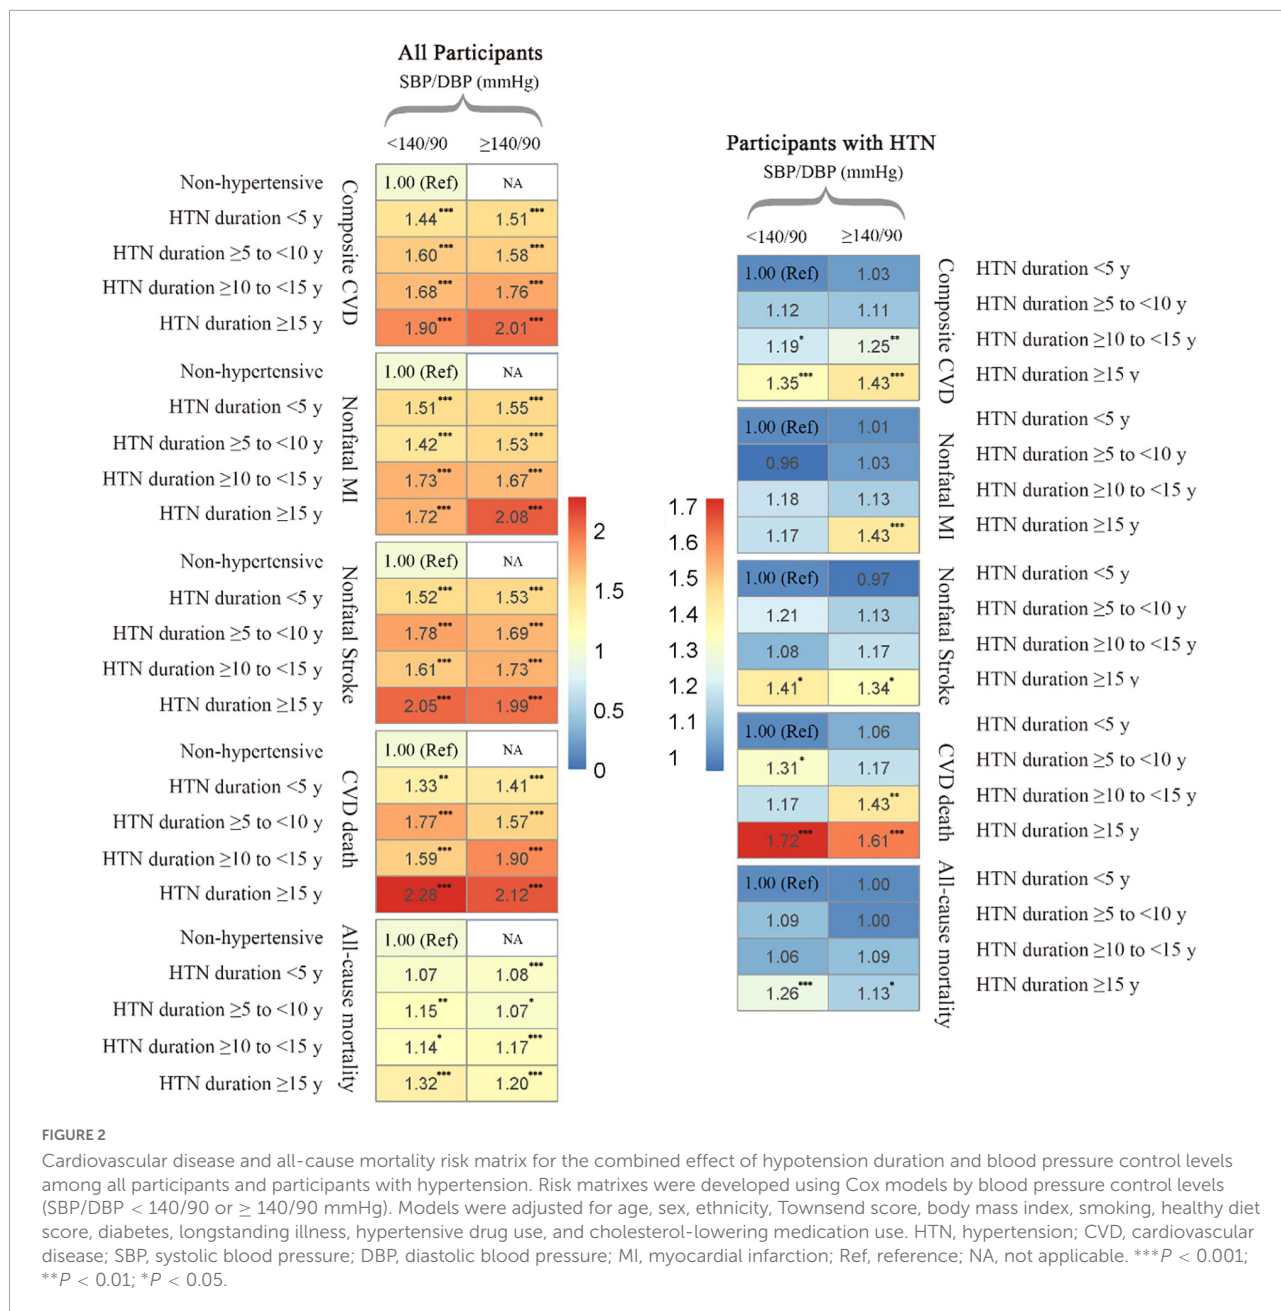 All Participants
SBP/DBP (mmHg)
<140/90 ≥140/90
Composite CVD
Non-hypertensive 1.00 (Ref) NA
HTN duration <5 y 1.44*** 1.51***
HTN duration ≥5 to <10 y 1.60*** 1.58***
HTN duration ≥10 to <15 y 1.68*** 1.76***
HTN duration ≥15 y 1.90*** 2.01***
Nonfatal MI
Non-hypertensive 1.00 (Ref) NA
HTN duration <5 y 1.51*** 1.55***
HTN duration ≥5 to <10 y 1.42*** 1.53***
HTN duration ≥10 to <15 y 1.73*** 1.67***
HTN duration ≥15 y 1.72*** 2.08***
Nonfatal Stroke
Non-hypertensive 1.00 (Ref) NA
HTN duration <5 y 1.52*** 1.53***
HTN duration ≥5 to <10 y 1.78*** 1.69***
HTN duration ≥10 to <15 y 1.61*** 1.73***
HTN duration ≥15 y 2.05*** 1.99***
CVD death
Non-hypertensive 1.00 (Ref) NA
HTN duration <5 y 1.33** 1.41***
HTN duration ≥5 to <10 y 1.77*** 1.57***
HTN duration ≥10 to <15 y 1.59*** 1.90***
HTN duration ≥15 y 2.28*** 2.12***
All-cause mortality
Non-hypertensive 1.00 (Ref) NA
HTN duration <5 y 1.07 1.08***
HTN duration ≥5 to <10 y 1.15** 1.07*
HTN duration ≥10 to <15 y 1.14* 1.17***
HTN duration ≥15 y 1.32*** 1.20***
2
1.5
1
0.5
0
Participants with HTN
SBP/DBP (mmHg)
<140/90 ≥140/90
Composite CVD
1.00 (Ref) 1.03 HTN duration <5 y
1.12 1.11 HTN duration ≥5 to <10 y
1.19* 1.25** HTN duration ≥10 to <15 y
1.35*** 1.43*** HTN duration ≥15 y
Nonfatal MI
1.00 (Ref) 1.01 HTN duration <5 y
0.96 1.03 HTN duration ≥5 to <10 y
1.18 1.13 HTN duration ≥10 to <15 y
1.17 1.43*** HTN duration ≥15 y
Nonfatal Stroke
1.00 (Ref) 0.97 HTN duration <5 y
1.21 1.13 HTN duration ≥5 to <10 y
1.08 1.17 HTN duration ≥10 to <15 y
1.41* 1.34* HTN duration ≥15 y
CVD death
1.00 (Ref) 1.06 HTN duration <5 y
1.31* 1.17 HTN duration ≥5 to <10 y
1.17 1.43** HTN duration ≥10 to <15 y
1.72*** 1.61*** HTN duration ≥15 y
All-cause mortality
1.00 (Ref) 1.00 HTN duration <5 y
1.09 1.00 HTN duration ≥5 to <10 y
1.06 1.09 HTN duration ≥10 to <15 y
1.26*** 1.13* HTN duration ≥15 y
1.7
1.6
1.5
1.4
1.3
1.2
1.1
1
FIGURE 2
Cardiovascular disease and all-cause mortality risk matrix for the combined effect of hypotension duration and blood pressure control levels
among all participants and participants with hypertension. Risk matrixes were developed using Cox models by blood pressure control levels
(SBP/DBP < 140/90 or ≥ 140/90 mmHg). Models were adjusted for age, sex, ethnicity, Townsend score, body mass index, smoking, healthy diet
score, diabetes, longstanding illness, hypertensive drug use, and cholesterol-lowering medication use. HTN, hypertension; CVD, cardiovascular
disease; SBP, systolic blood pressure; DBP, diastolic blood pressure; MI, myocardial infarction; Ref, reference; NA, not applicable. ***P < 0.001;
**P < 0.01; *P < 0.05.